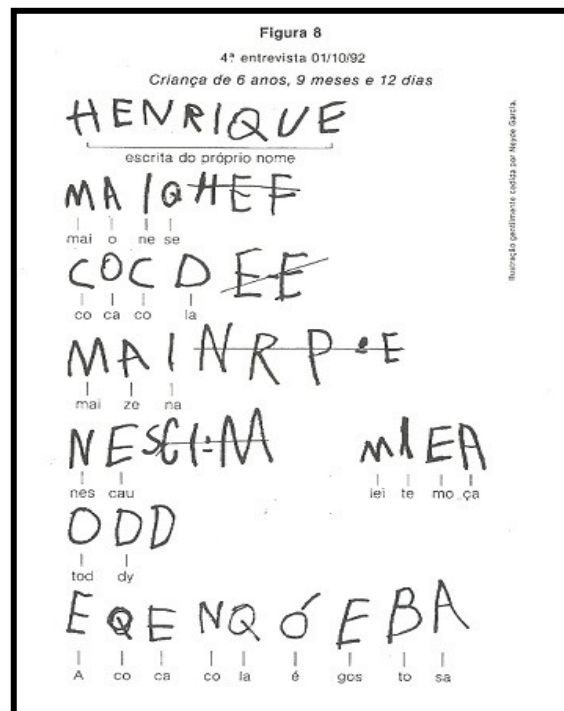 Figura 8
4ª entrevista 01/10/92
Criança de 6 anos, 9 meses e 12 dias
HENRIQUE
escrita do próprio nome
MAIQHEF
mai o ne se
COCDEE
co ca co la
MAINRP·E
mai ze na
NESCI:M MIEA
nes cau lei te mo ça
ODD
tod dy
EQENQÓEBA
A co ca co la é gos to sa
Ilustração gentilmente cedida por Neyde Garcia.